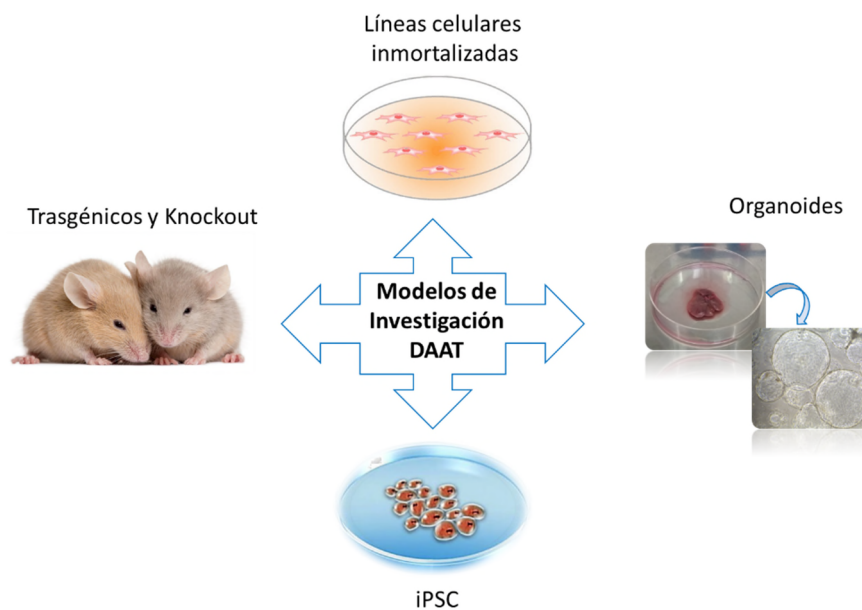 Líneas celulares
inmortalizadas
Trasgénicos y Knockout
Organoides
Modelos de
Investigación
DAAT
iPSC